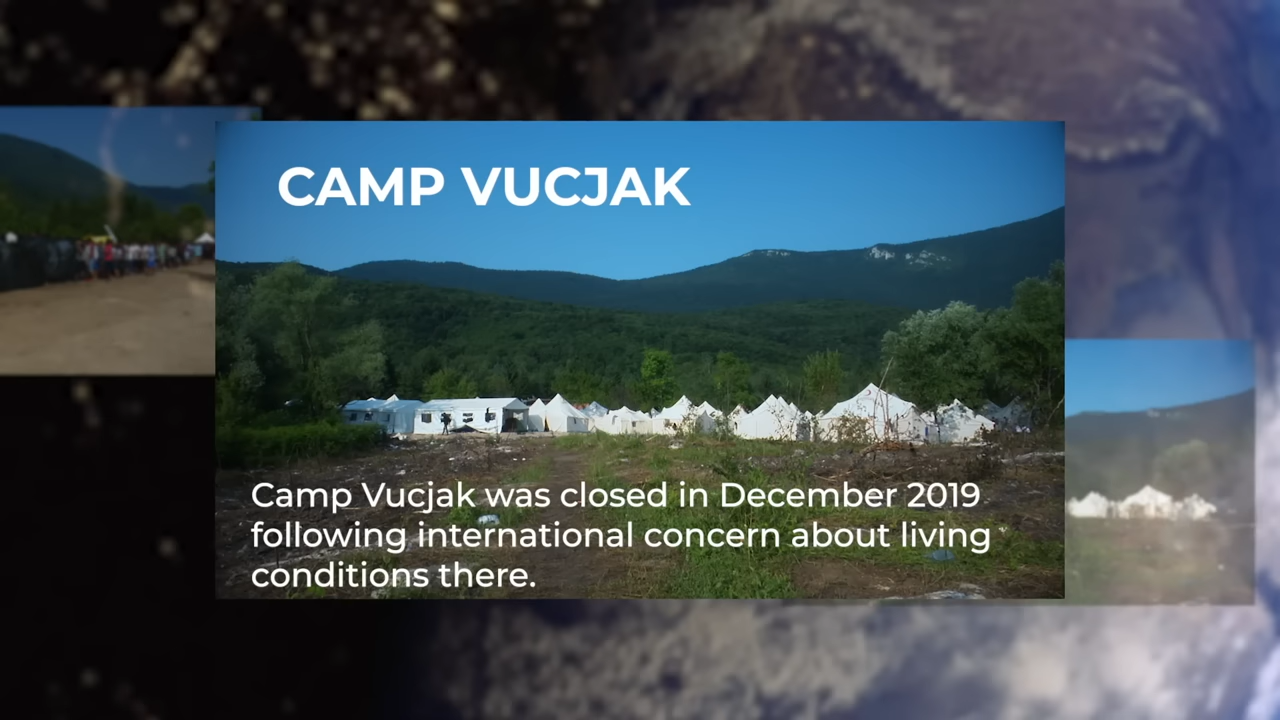 CAMP VUCJAK
Camp Vucjak was closed in December 2019
following international concern about living
conditions there.